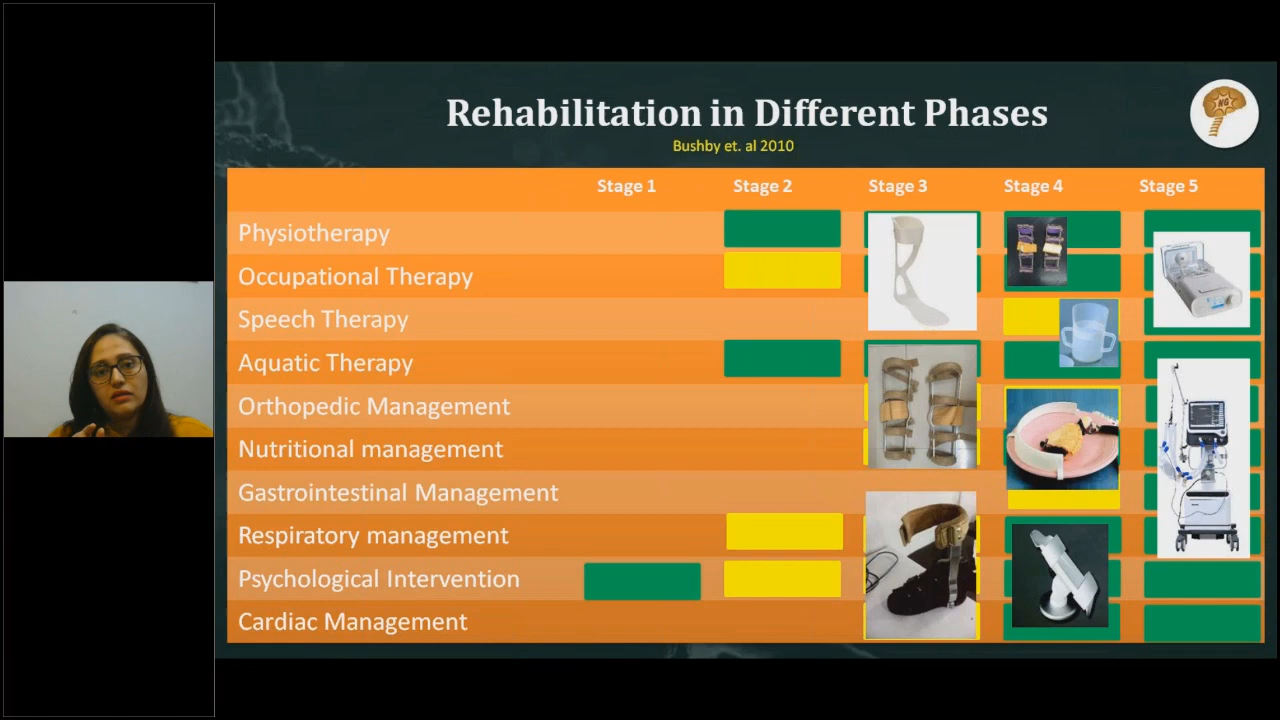 Rehabilitation in Different Phases
Bushby et. al 2010
NG
Stage 1 Stage 2 Stage 3 Stage 4 Stage 5
Physiotherapy
Occupational Therapy
Speech Therapy
Aquatic Therapy
Orthopedic Management
Nutritional management
Gastrointestinal Management
Respiratory management
Psychological Intervention
Cardiac Management